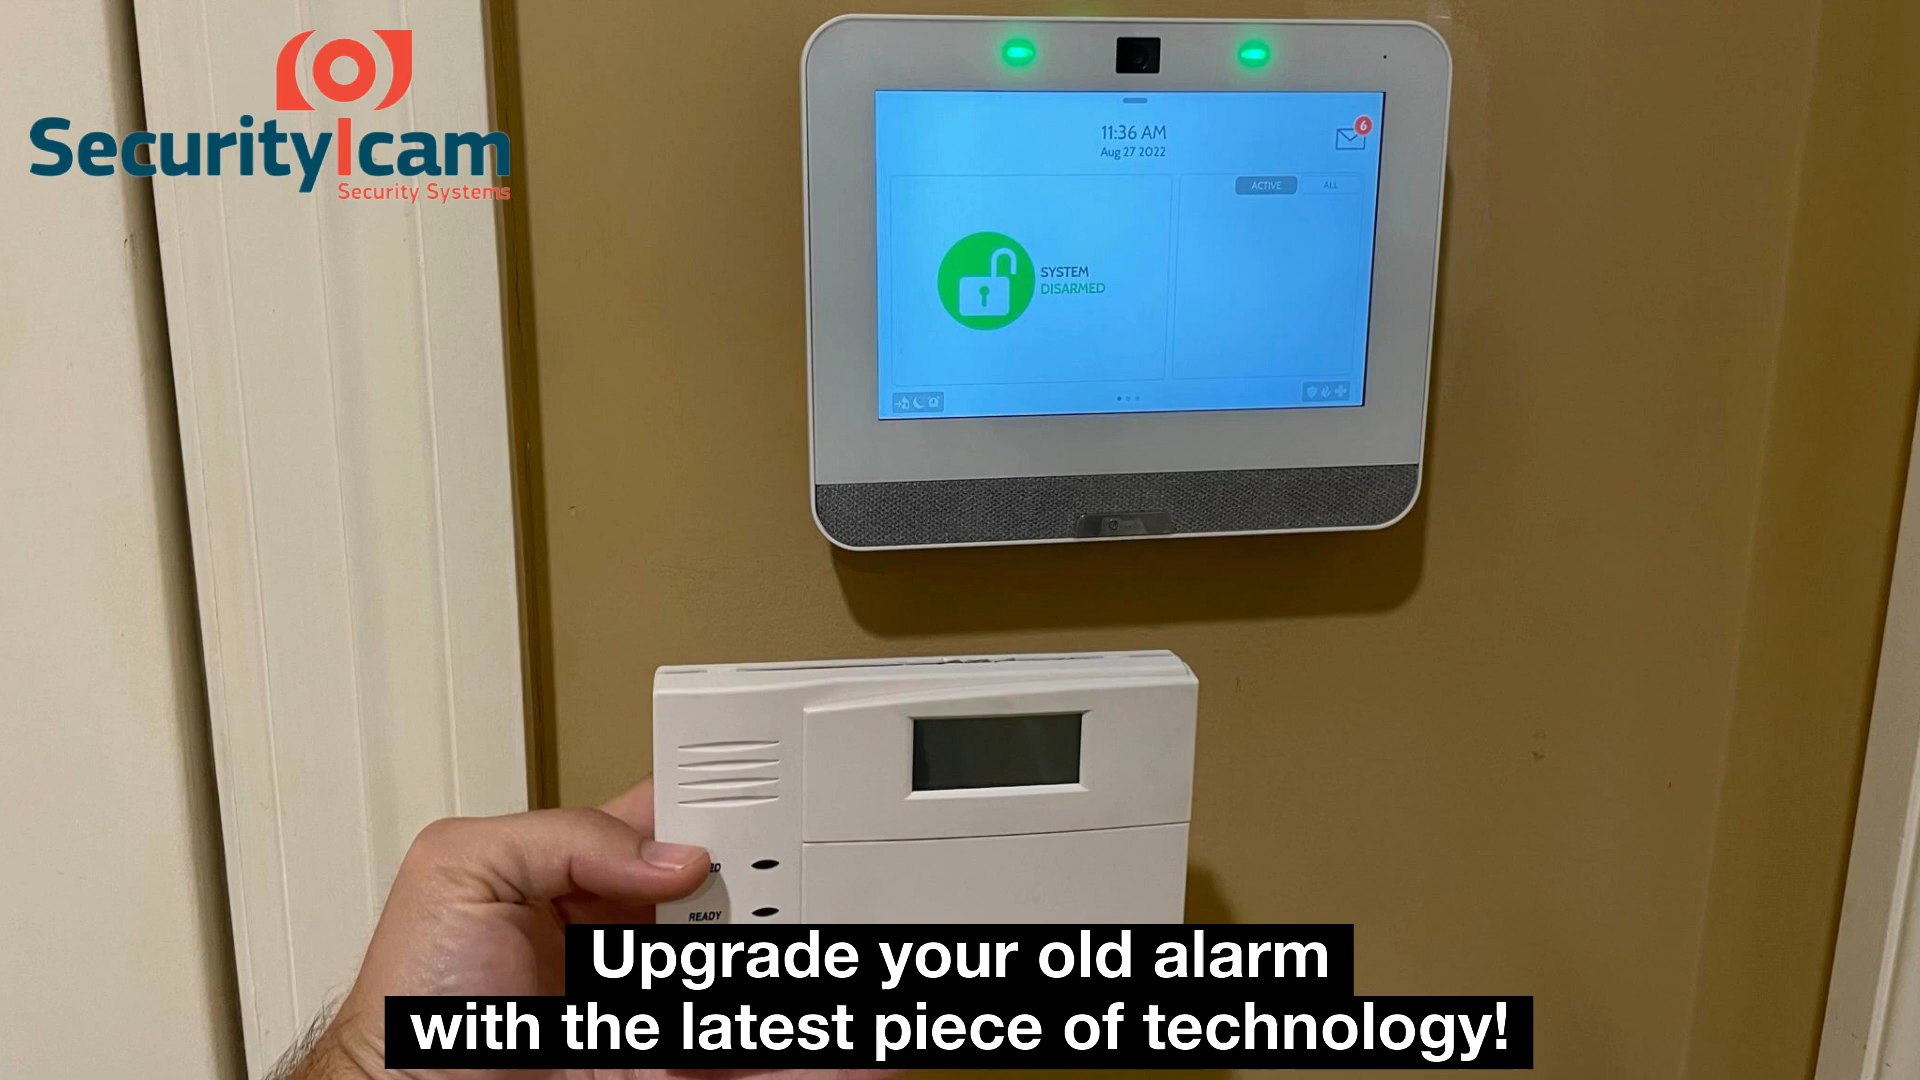 SecurityIcam
Security Systems
11:36 AM
Aug 27 2022
6
ACTIVE
ALL
SYSTEM
DISARMED
READY
Upgrade your old alarm
with the latest piece of technology!